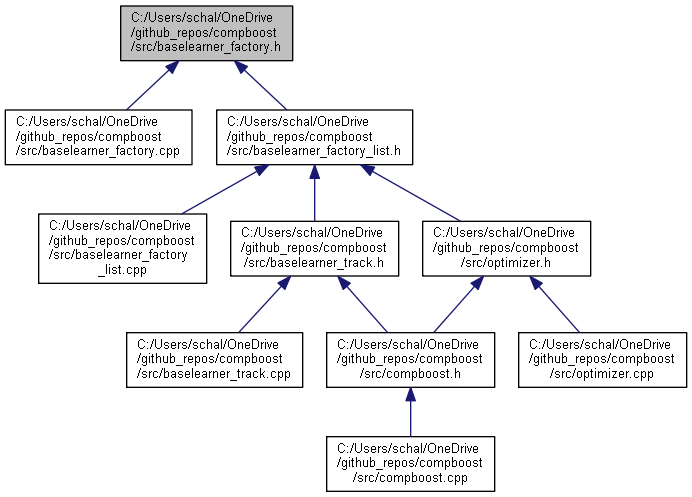 C:/Users/schal/OneDrive
/github_repos/compboost
/src/baselearner_factory.h
C:/Users/schal/OneDrive
/github_repos/compboost
/src/baselearner_factory.cpp
C:/Users/schal/OneDrive
/github_repos/compboost
/src/baselearner_factory_list.h
C:/Users/schal/OneDrive
/github_repos/compboost
/src/baselearner_factory
_list.cpp
C:/Users/schal/OneDrive
/github_repos/compboost
/src/baselearner_track.h
C:/Users/schal/OneDrive
/github_repos/compboost
/src/optimizer.h
C:/Users/schal/OneDrive
/github_repos/compboost
/src/baselearner_track.cpp
C:/Users/schal/OneDrive
/github_repos/compboost
/src/compboost.h
C:/Users/schal/OneDrive
/github_repos/compboost
/src/optimizer.cpp
C:/Users/schal/OneDrive
/github_repos/compboost
/src/compboost.cpp